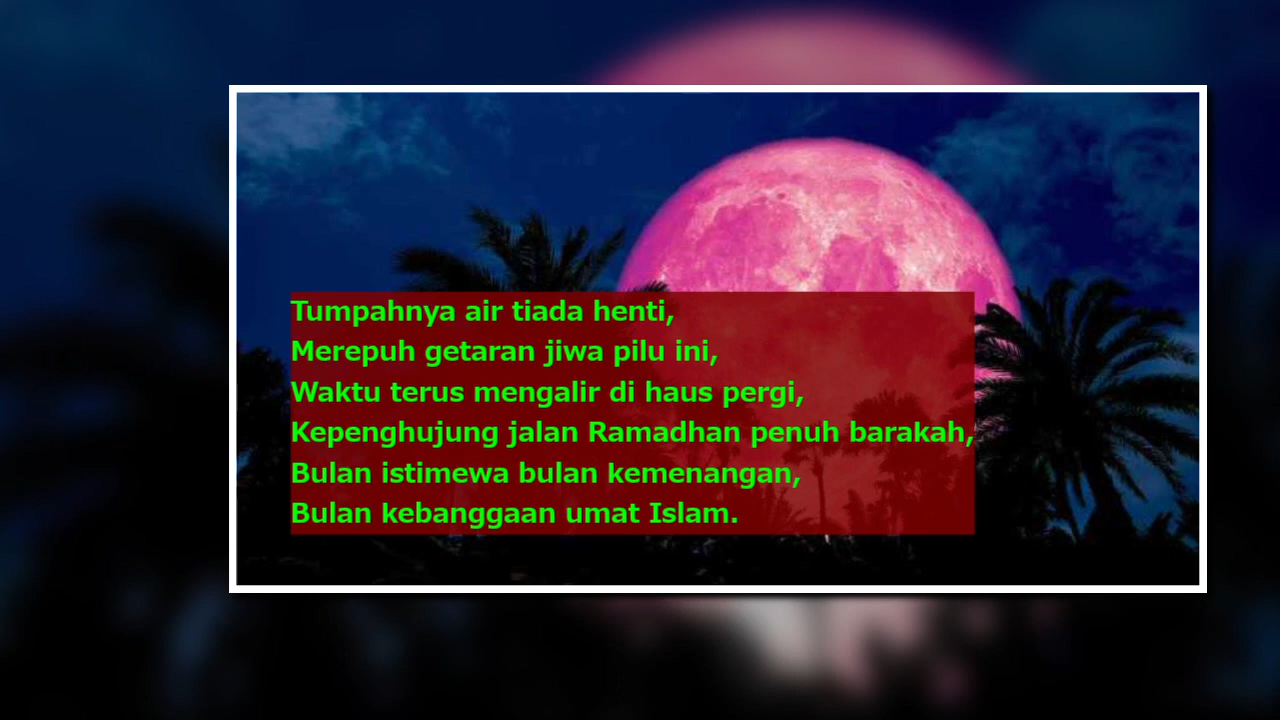 Tumpahnya air tiada henti,
Merepuh getaran jiwa pilu ini,
Waktu terus mengalir di haus pergi,
Kepenghujung jalan Ramadhan penuh barakah,
Bulan istimewa bulan kemenangan,
Bulan kebanggaan umat Islam.